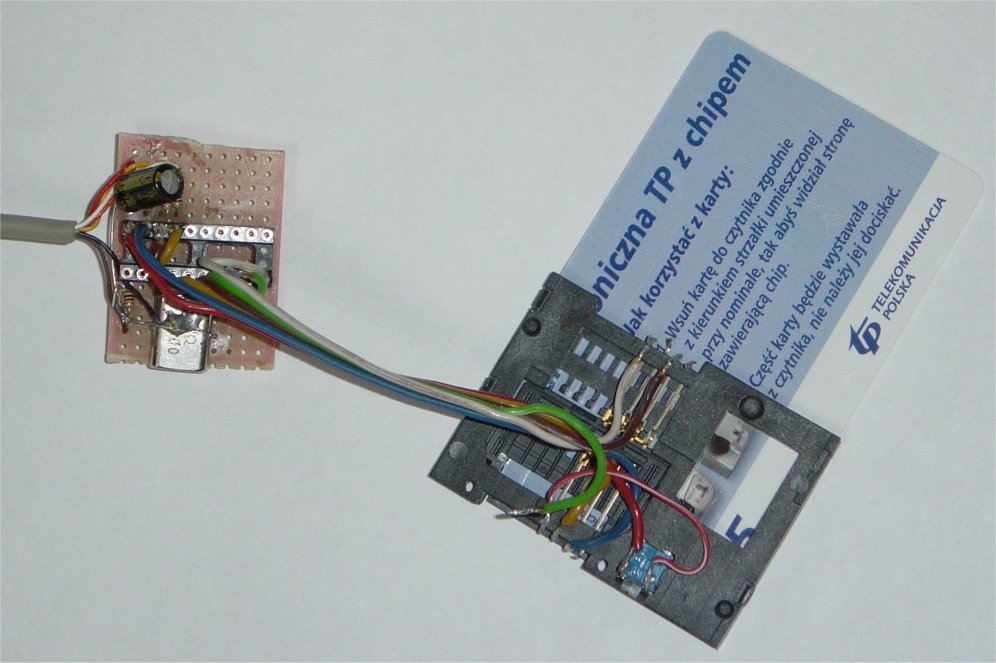 niczna TP z chipem
Jak korzystać z karty:
Wsuń kartę do czytnika zgodnie
z kierunkiem strzałki umieszczonej
przy nominale, tak abyś widział stronę
zawierającą chip.
Część karty będzie wystawała
z czytnika, nie należy jej dociskać.
tp
TELEKOMUNIKACJA
POLSKA
5